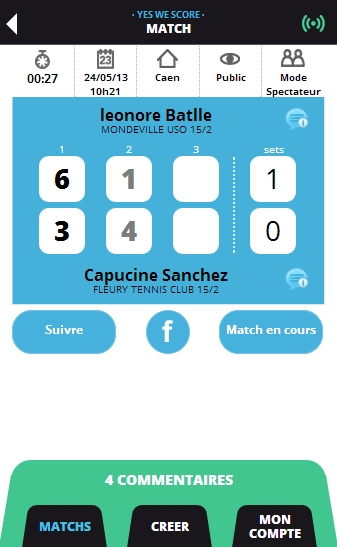 · YES WE SCORE ·
MATCH
00:27
23
24/05/13
10h21
Caen
Public
Mode
Spectateur
leonore Batlle
MONDEVILLE USO 15/2
1 2 3 sets
6 1 1
3 4 0
Capucine Sanchez
FLEURY TENNIS CLUB 15/2
Suivre
f
Match en cours
4 COMMENTAIRES
MATCHS
CREER
MON
COMPTE